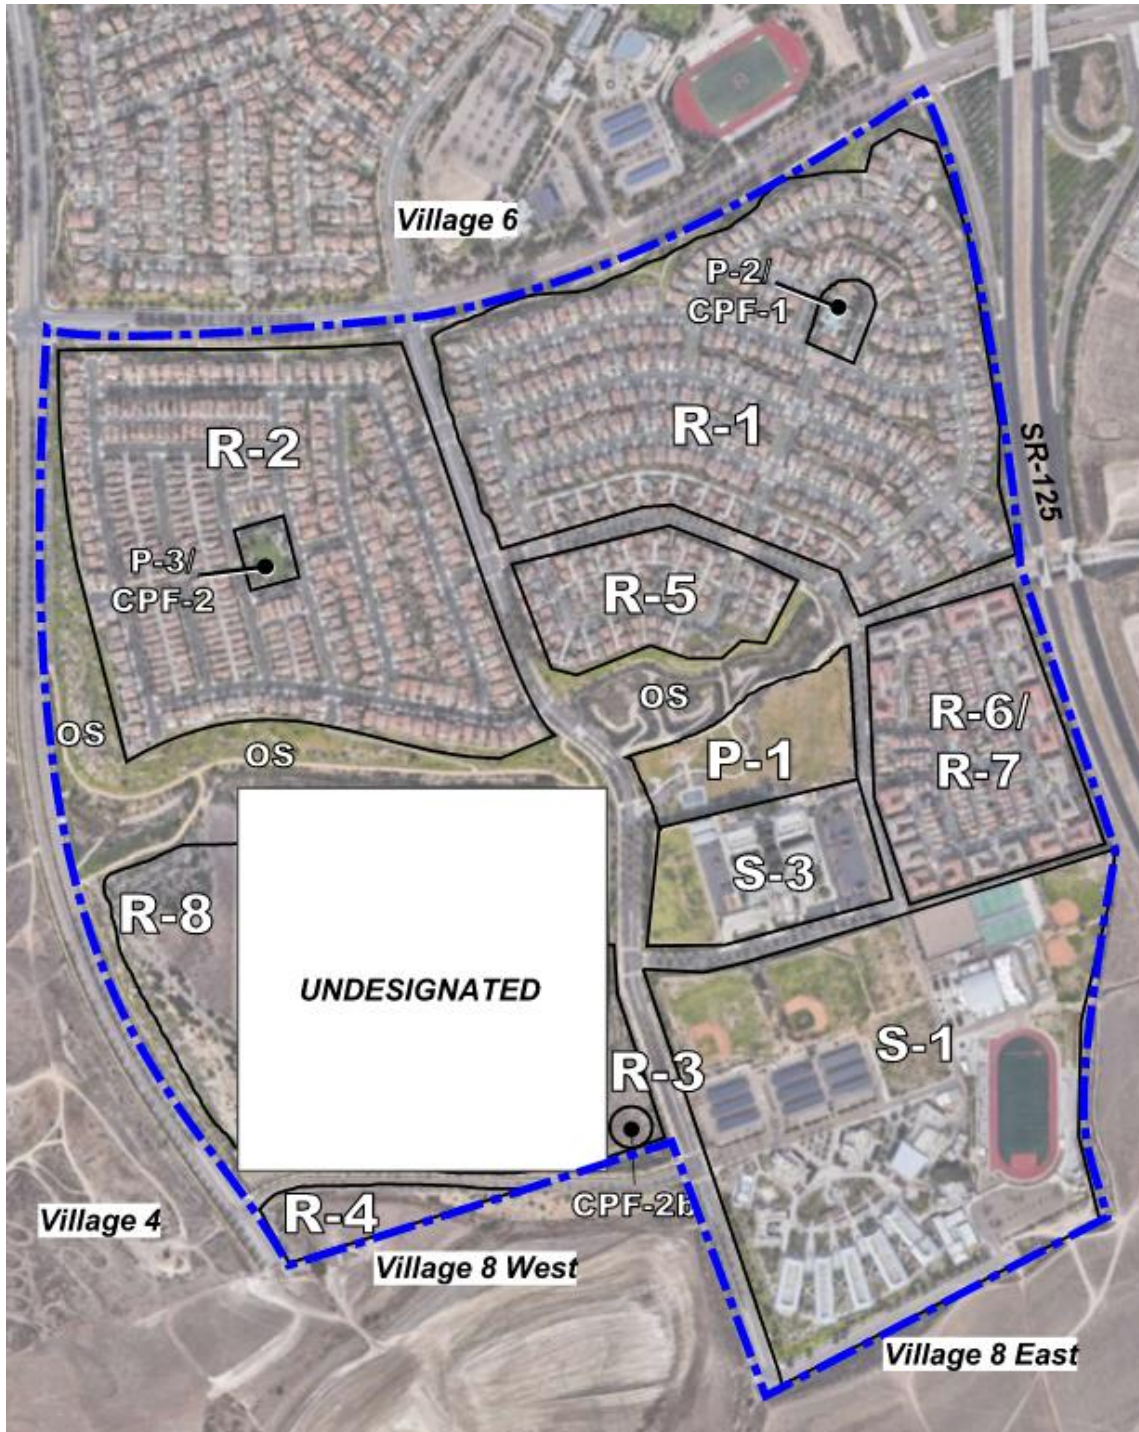 Village 6
P-2/
CPF-1
R-1
R-2
SR-125
P-3/
CPF-2
R-5
OS
OS
OS
P-1
R-6/
R-7
S-3
R-8
UNDESIGNATED
R-3
S-1
CPF-2b
R-4
Village 4
Village 8 West
Village 8 East